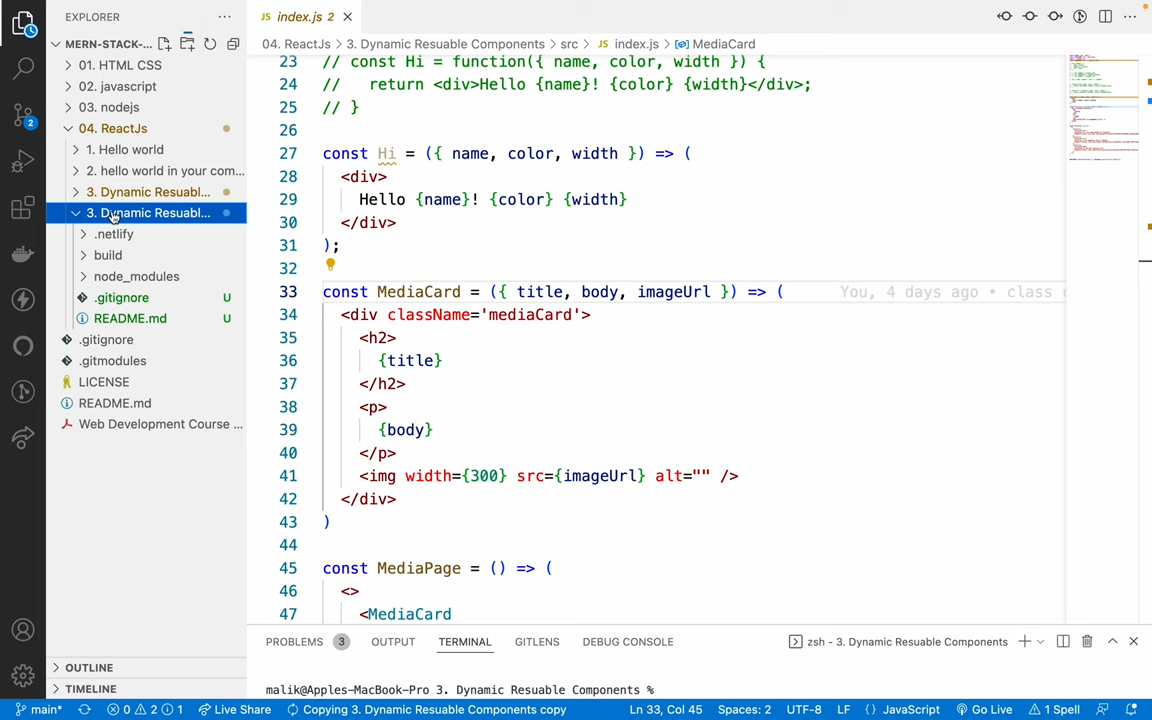 EXPLORER
MERN-STACK-...
01. HTML CSS
02. javascript
03. nodejs
04. ReactJs
1. Hello world
2. hello world in your com...
3. Dynamic Resuabl...
3. Dynamic Resuabl...
.netlify
build
node_modules
.gitignore U
README.md U
.gitignore
.gitmodules
LICENSE
README.md
Web Development Course ...
OUTLINE
TIMELINE
JS index.js 2
04. ReactJs > 3. Dynamic Resuable Components > src > JS index.js > MediaCard
23 // const Hi = function({ name, color, width }) {
24 //   return <div>Hello {name}! {color} {width}</div>;
25 // }
26
27 const Hi = ({ name, color, width }) => (
28 <div>
29 Hello {name}! {color} {width}
30 </div>
31 );
32
33 const MediaCard = ({ title, body, imageUrl }) => ( You, 4 days ago • class
34 <div className='mediaCard'>
35 <h2>
36 {title}
37 </h2>
38 <p>
39 {body}
40 </p>
41 <img width={300} src={imageUrl} alt="" />
42 </div>
43 )
44
45 const MediaPage = () => (
46 <>
47 <MediaCard
PROBLEMS 3 OUTPUT TERMINAL GITLENS DEBUG CONSOLE zsh - 3. Dynamic Resuable Components
malik@Apples-MacBook-Pro 3. Dynamic Resuable Components %
main* 0 2 1 Live Share Copying 3. Dynamic Resuable Components copy Ln 33, Col 45 Spaces: 2 UTF-8 LF {} JavaScript Go Live 1 Spell
2